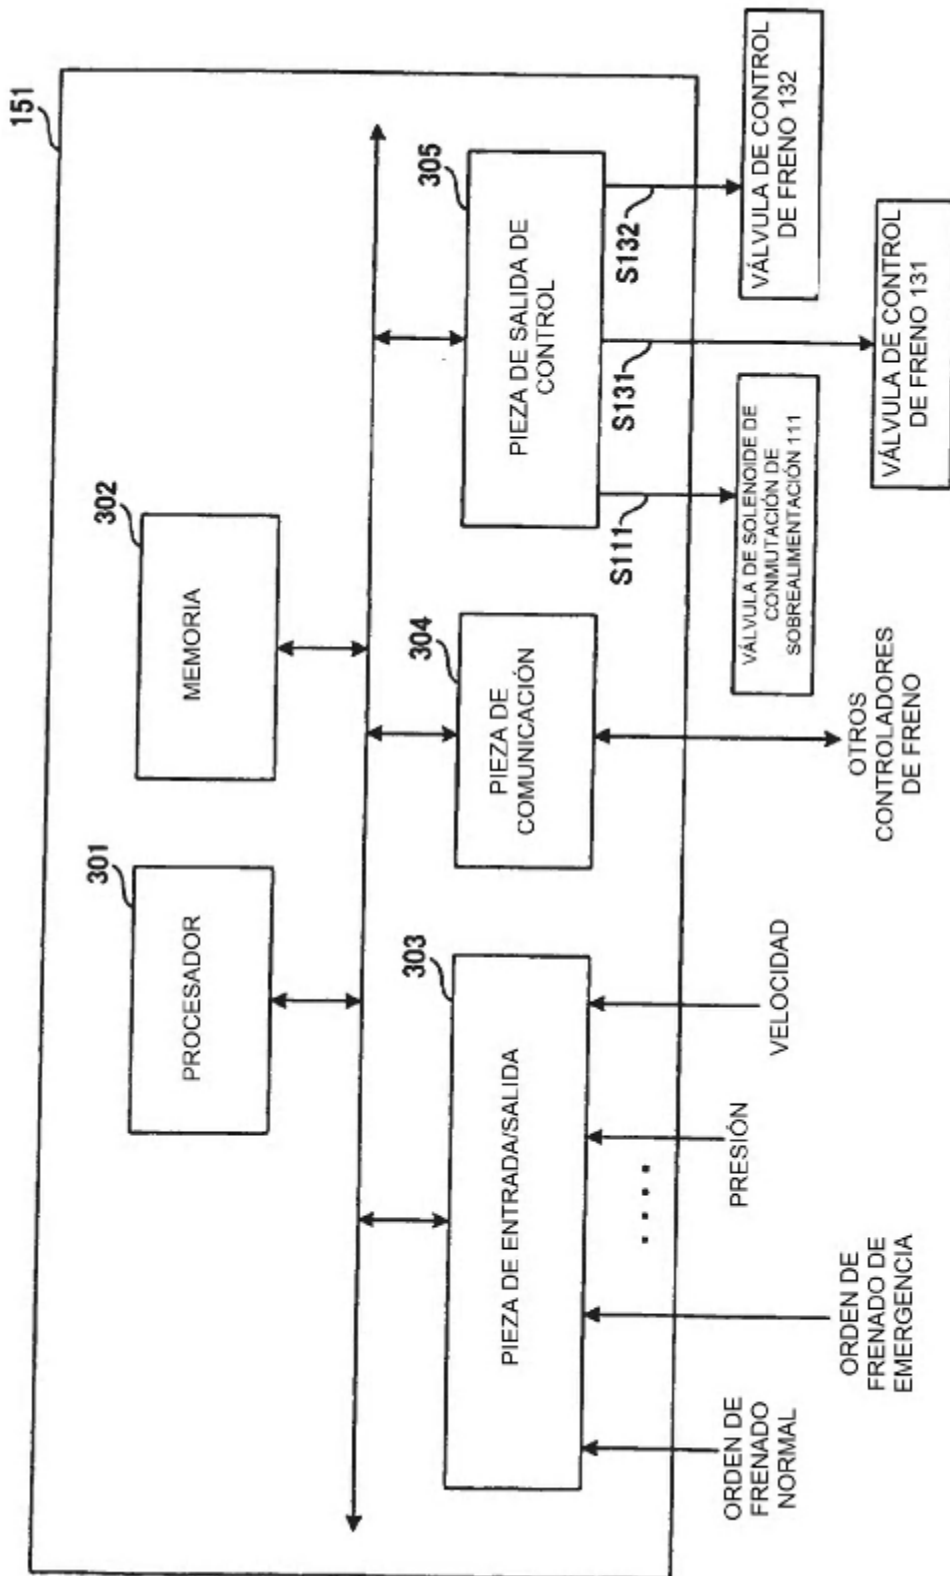 151
301
PROCESADOR
302
MEMORIA
303
PIEZA DE ENTRADA/SALIDA
304
PIEZA DE
COMUNICACIÓN
305
PIEZA DE SALIDA DE
CONTROL
ORDEN DE
FRENADO
NORMAL
ORDEN DE
FRENADO DE
EMERGENCIA
PRESIÓN
VELOCIDAD
OTROS
CONTROLADORES
DE FRENO
S111
S131
S132
VÁLVULA DE SOLENOIDE DE
CONMUTACIÓN DE
SOBREALIMENTACIÓN 111
VÁLVULA DE CONTROL
DE FRENO 131
VÁLVULA DE CONTROL
DE FRENO 132